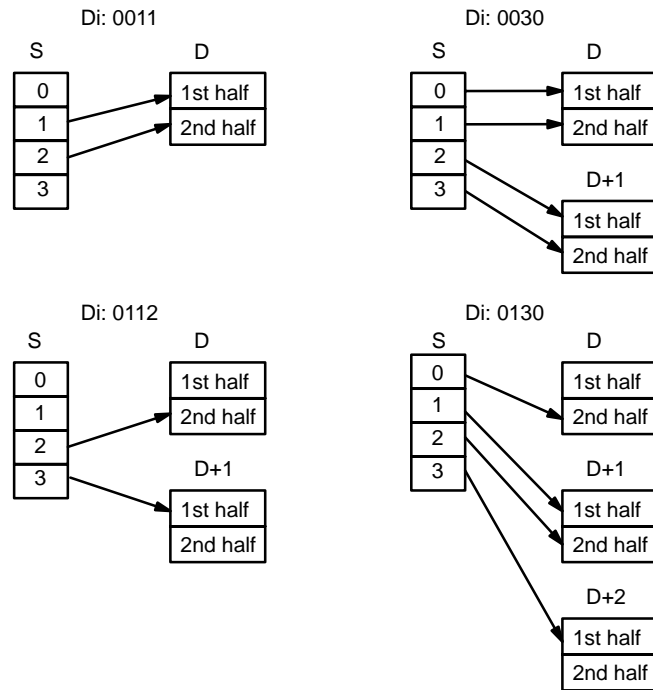 Di: 0011
S
D
0
1
2
3
1st half
2nd half
Di: 0030
S
D
0
1
2
3
1st half
2nd half
D+1
1st half
2nd half
Di: 0112
S
D
0
1
2
3
1st half
2nd half
D+1
1st half
2nd half
Di: 0130
S
D
0
1
2
3
1st half
2nd half
D+1
1st half
2nd half
D+2
1st half
2nd half